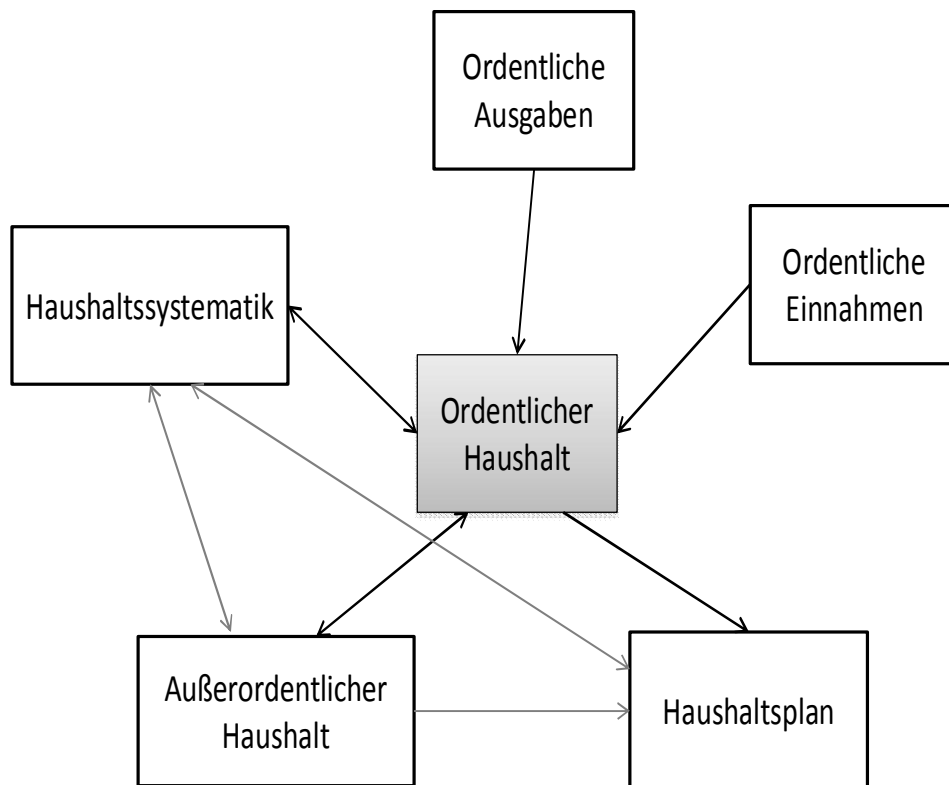 Ordentliche
Ausgaben
Haushaltssystematik
Ordentliche
Einnahmen
Ordentlicher
Haushalt
Außerordentlicher
Haushalt
Haushaltsplan